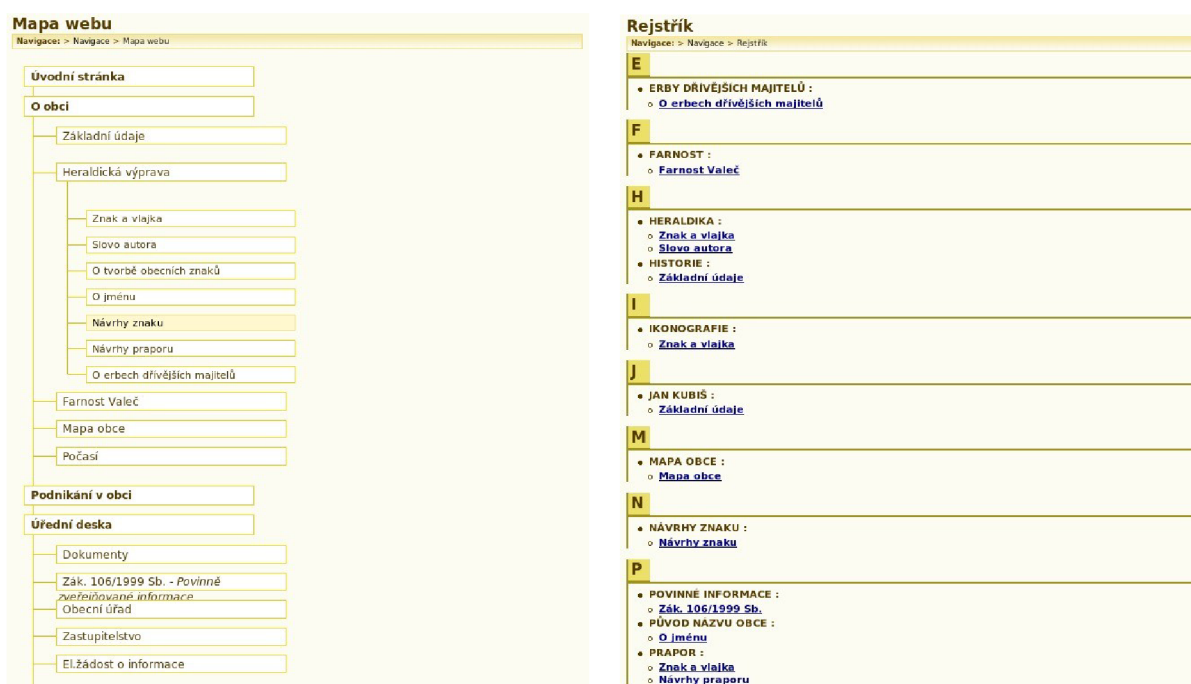 Mapa webu
Navigace: > Navigace > Mapa webu
Úvodní stránka
O obci
Základní údaje
Heraldická výprava
Znak a vlajka
Slovo autora
O tvorbě obecních znaků
O jménu
Návrhy znaku
Návrhy praporu
O erbech dřívějších majitelů
Farnost Valeč
Mapa obce
Počasí
Podnikání v obci
Úřední deska
Dokumenty
Zák. 106/1999 Sb. - Povinně
zveřejňované informace
Obecní úřad
Zastupitelstvo
El.žádost o informace
Rejstřík
Navigace: > Navigace > Rejstřík
E
ERBY DŘÍVĚJŠÍCH MAJITELŮ :
O erbech dřívějších majitelů
F
FARNOST :
Farnost Valeč
H
HERALDIKA :
Znak a vlajka
Slovo autora
HISTORIE :
Základní údaje
I
IKONOGRAFIE :
Znak a vlajka
J
JAN KUBIŠ :
Základní údaje
M
MAPA OBCE :
Mapa obce
N
NÁVRHY ZNAKU :
Návrhy znaku
P
POVINNÉ INFORMACE :
Zák. 106/1999 Sb.
PŮVOD NÁZVU OBCE :
O jménu
PRAPOR :
Znak a vlajka
Návrhy praporu